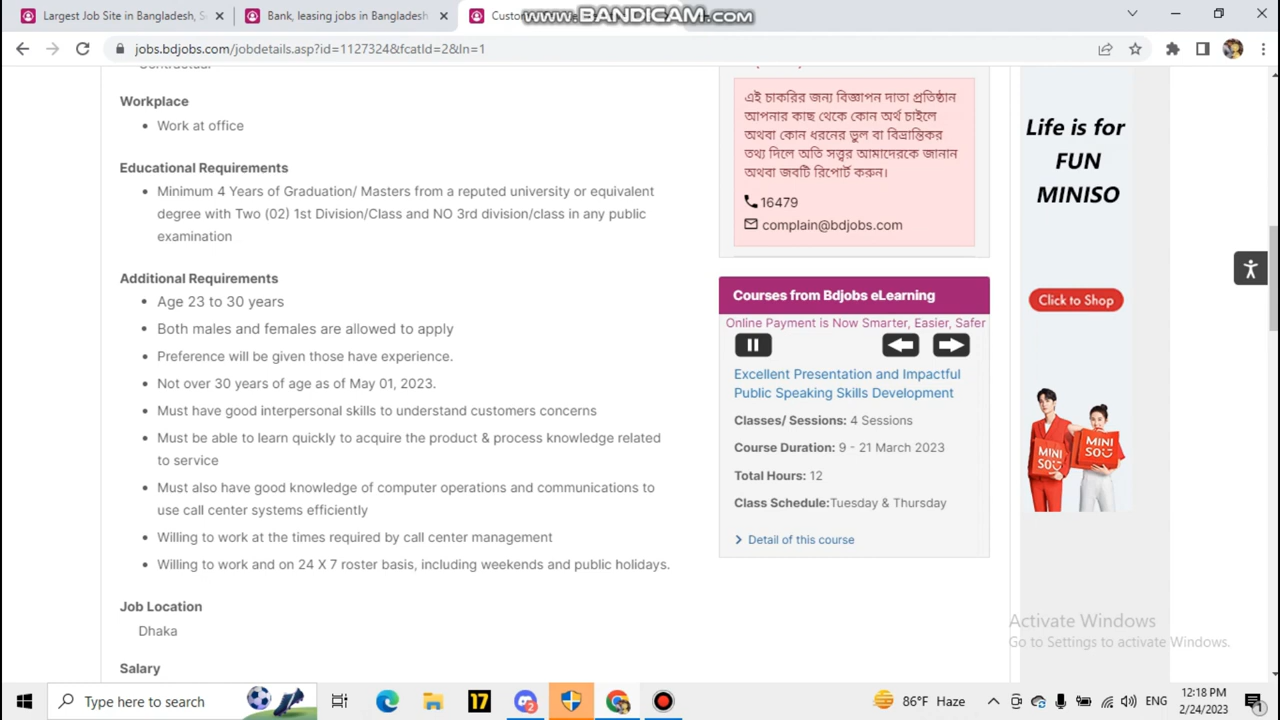 Largest Job Site in Bangladesh, S
Bank, leasing jobs in Bangladesh
Custo
www.BANDICAM.com
jobs.bdjobs.com/jobdetails.asp?id=1127324&fcatId=2&ln=1
Contractual
Workplace
Work at office
Educational Requirements
Minimum 4 Years of Graduation/ Masters from a reputed university or equivalent
degree with Two (02) 1st Division/Class and NO 3rd division/class in any public
examination
Additional Requirements
Age 23 to 30 years
Both males and females are allowed to apply
Preference will be given those have experience.
Not over 30 years of age as of May 01, 2023.
Must have good interpersonal skills to understand customers concerns
Must be able to learn quickly to acquire the product & process knowledge related
to service
Must also have good knowledge of computer operations and communications to
use call center systems efficiently
Willing to work at the times required by call center management
Willing to work and on 24 X 7 roster basis, including weekends and public holidays.
Job Location
Dhaka
Salary
এই চাকরির জন্য বিজ্ঞাপন দাতা প্রতিষ্ঠান
আপনার কাছ থেকে কোন অর্থ চাইলে
অথবা কোন ধরনের ভুল বা বিভ্রান্তিকর
তথ্য দিলে অতি সত্ত্বর আমাদেরকে জানান
অথবা জবটি রিপোর্ট করুন।
16479
complain@bdjobs.com
Courses from Bdjobs eLearning
Online Payment is Now Smarter, Easier, Safer
Excellent Presentation and Impactful
Public Speaking Skills Development
Classes/ Sessions: 4 Sessions
Course Duration: 9 - 21 March 2023
Total Hours: 12
Class Schedule:Tuesday & Thursday
Detail of this course
Life is for
FUN
MINISO
Click to Shop
MINI
SO
MINI
SO
Activate Windows
Go to Settings to activate Windows.
Type here to search
17
2
86°F Haze
ENG
12:18 PM
2/24/2023
1